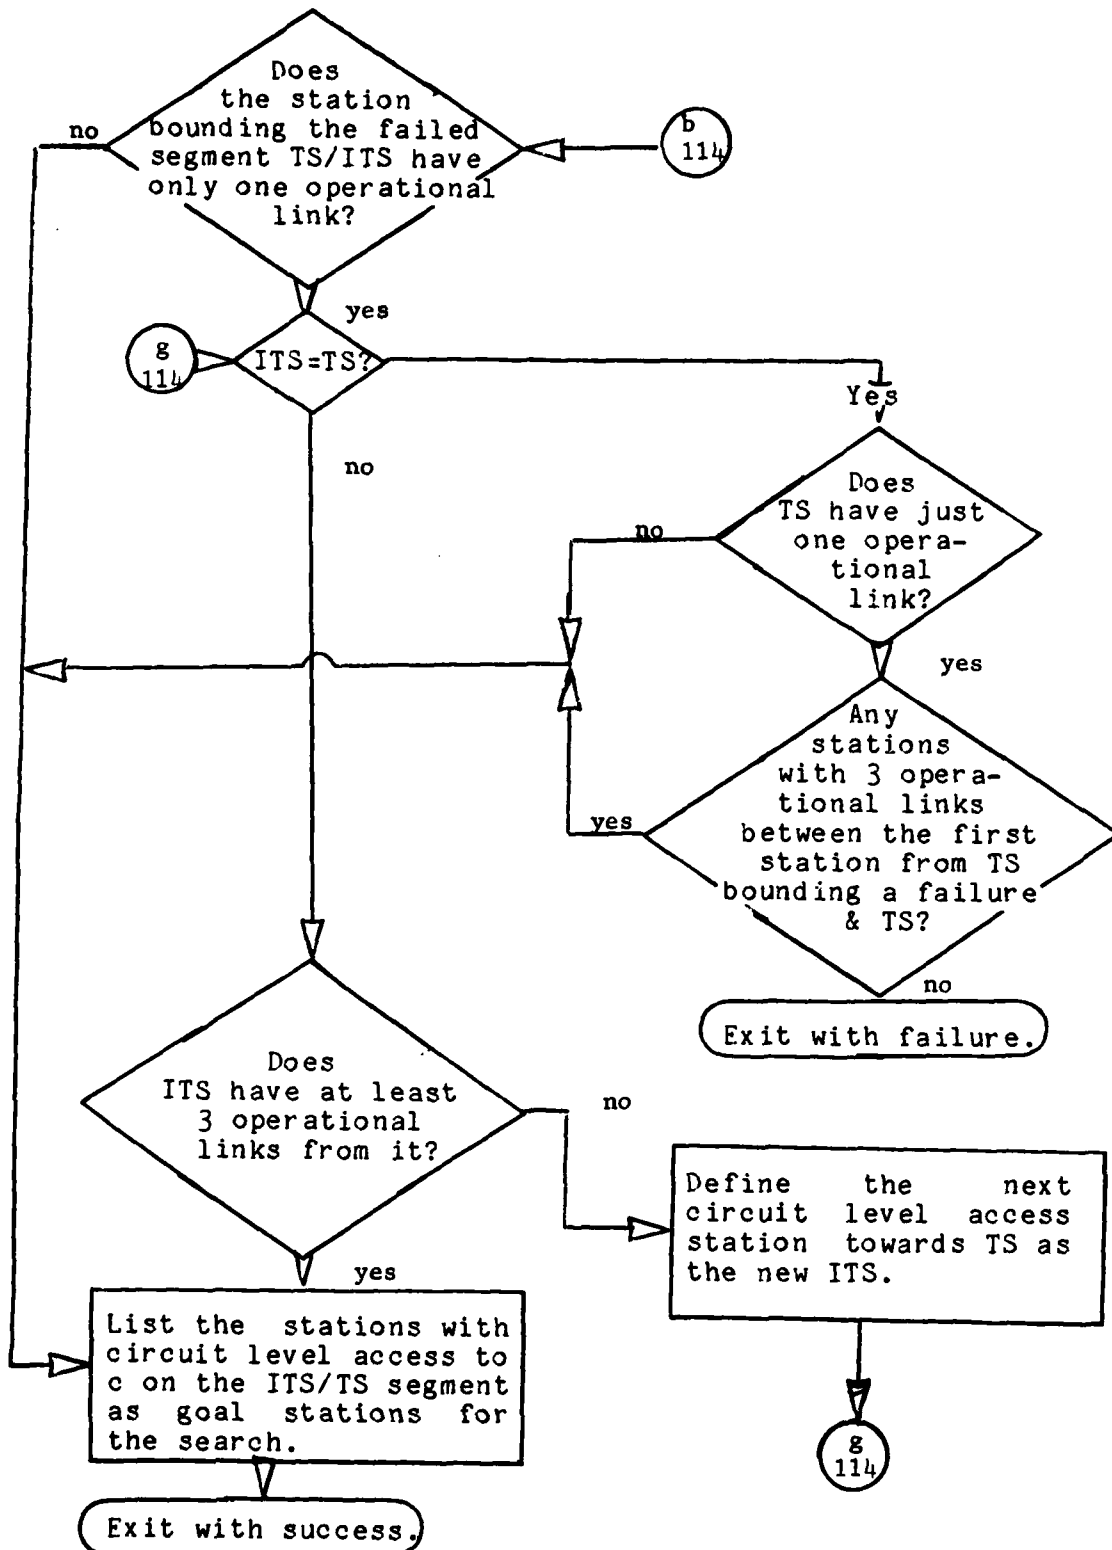 Does
the station
bounding the failed
segment TS/ITS have
only one operational
link?
no
b
114
yes
g
114
ITS=TS?
Yes
no
Does
TS have just
one opera-
tional
link?
no
yes
Any
stations
with 3 opera-
tional links
between the first
station from TS
bounding a failure
& TS?
yes
no
Exit with failure.
Does
ITS have at least
3 operational
links from it?
no
yes
Define the next
circuit level access
station towards TS as
the new ITS.
List the stations with
circuit level access to
c on the ITS/TS segment
as goal stations for
the search.
g
114
Exit with success.